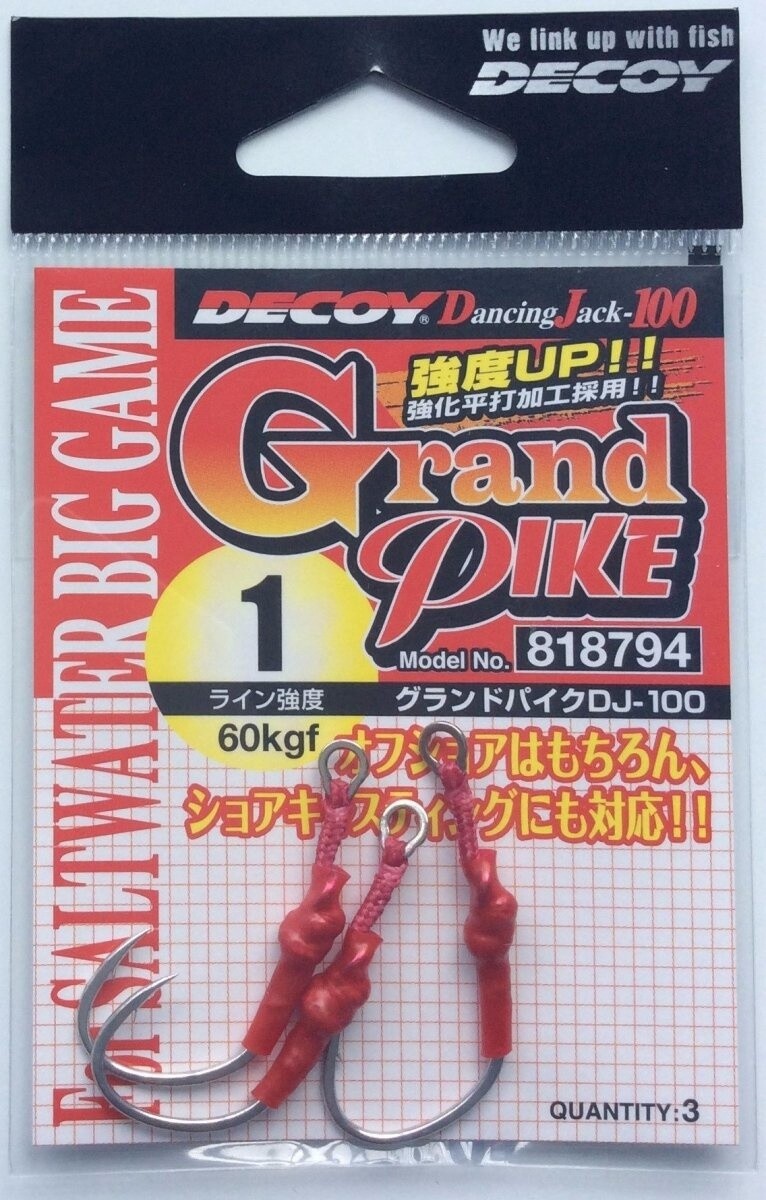 We link up with fish
DECOY
DECOY® Dancing Jack-100
強度UP!!
強化平打加工採用!!
Grand
PIKE
Model No. 818794
1
ライン強度
60kgf
グランドパイクDJ-100
オフショアはもちろん、
ショアキャスティングにも対応!!
For SALTWATER BIG GAME
QUANTITY:3